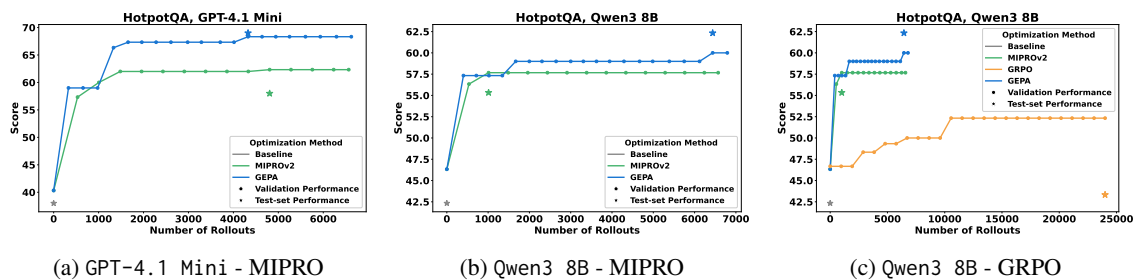 HotpotQA, GPT-4.1 Mini
70
65
60
55
50
45
40
Score
0 1000 2000 3000 4000 5000 6000
Number of Rollouts
Optimization Method
Baseline
MIPROv2
GEPA
Validation Performance
Test-set Performance
(a) GPT-4.1 Mini - MIPRO
HotpotQA, Qwen3 8B
62.5
60.0
57.5
55.0
52.5
50.0
47.5
45.0
42.5
Score
0 1000 2000 3000 4000 5000 6000 7000
Number of Rollouts
Optimization Method
Baseline
MIPROv2
GEPA
Validation Performance
Test-set Performance
(b) Qwen3 8B - MIPRO
HotpotQA, Qwen3 8B
62.5
60.0
57.5
55.0
52.5
50.0
47.5
45.0
42.5
Score
0 5000 10000 15000 20000 25000
Number of Rollouts
Optimization Method
Baseline
MIPROv2
GRPO
GEPA
Validation Performance
Test-set Performance
(c) Qwen3 8B - GRPO